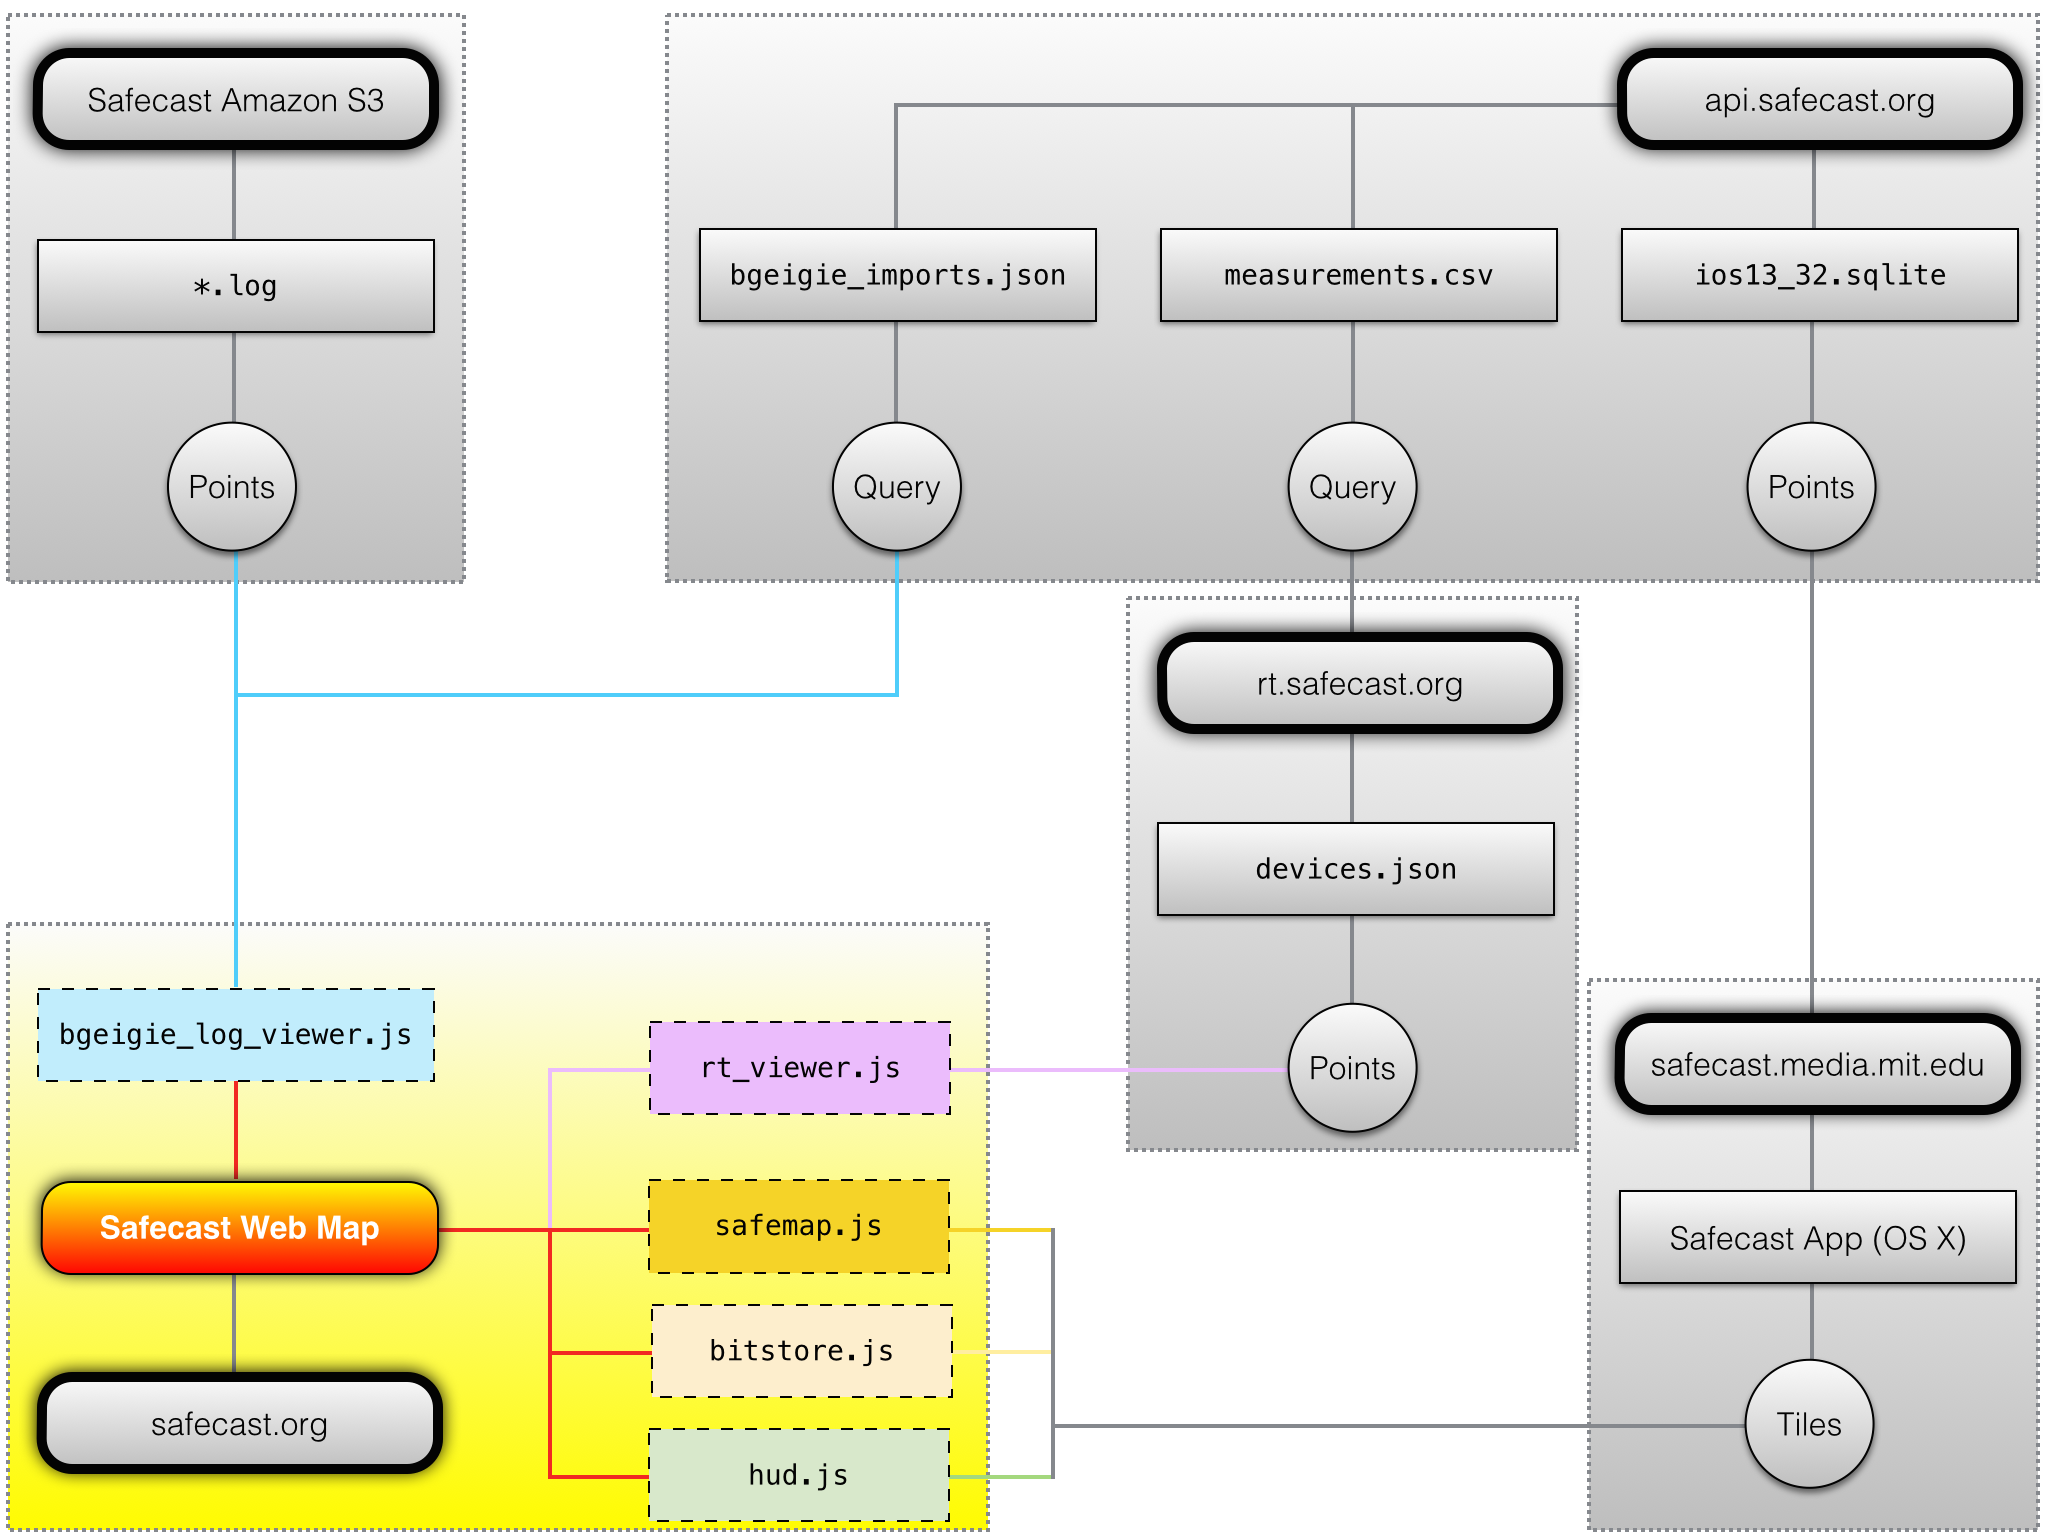 Safecast Amazon S3
*.log
Points
api.safecast.org
bgeigie_imports.json
measurements.csv
ios13_32.sqlite
Query
Query
Points
rt.safecast.org
devices.json
Points
safecast.media.mit.edu
Safecast App (OS X)
Tiles
bgeigie_log_viewer.js
rt_viewer.js
Safecast Web Map
safemap.js
bitstore.js
safecast.org
hud.js